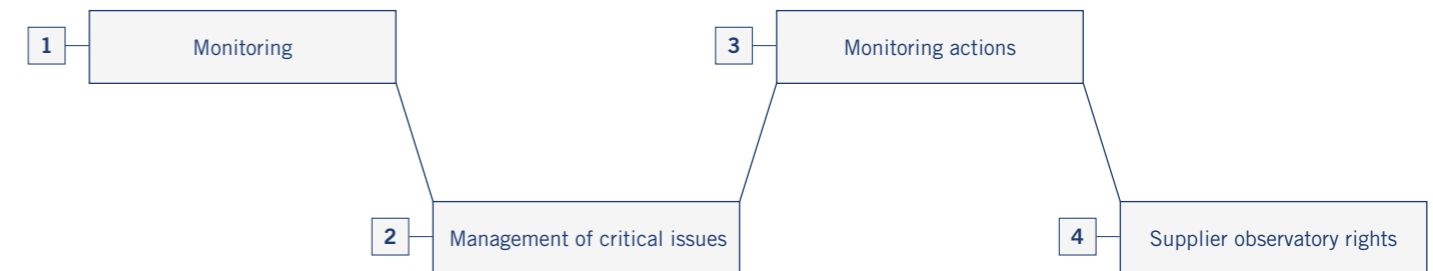 1 Monitoring
2 Management of critical issues
3 Monitoring actions
4 Supplier observatory rights